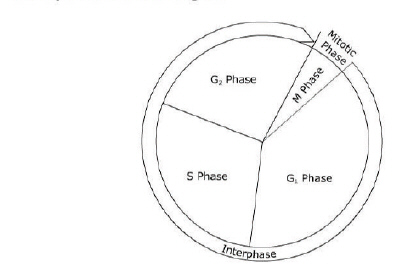 Mitotic
Phase
G₂ Phase
M Phase
S Phase
G₁ Phase
Interphase